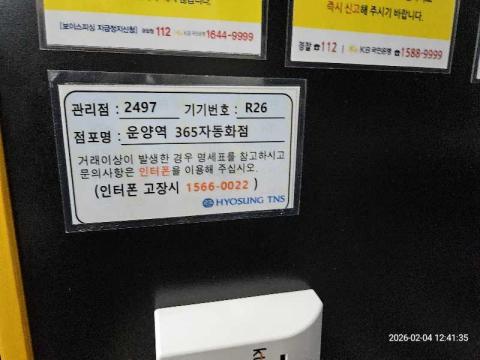 않습니다.
[보이스피싱 지급정지신청] 경찰청 112 | KB국민은행 1644-9999
즉시 신고해 주시기 바랍니다.
경찰 ☎112 | KB 국민은행 ☎1588-9999
관리점 : 2497 기기번호 : R26
점포명 : 운양역 365자동화점
거래이상이 발생한 경우 명세표를 참고하시고
문의사항은 인터폰을 이용해 주십시오.
(인터폰 고장시 1566-0022 )
HYOSUNG TNS
kt
2026-02-04 12:41:35